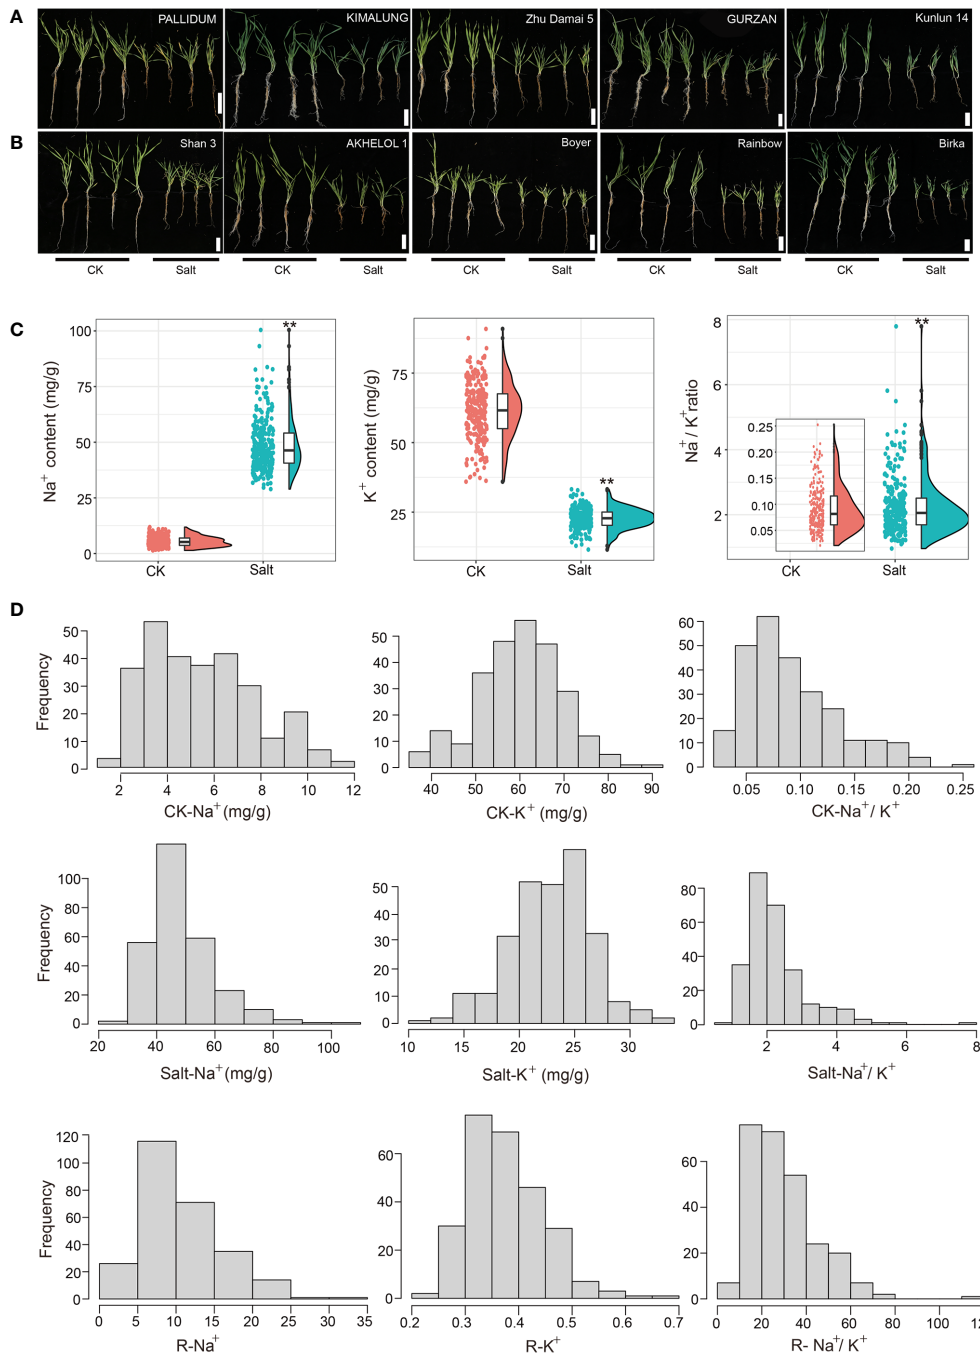 A
PALLIDUM
KIMALUNG
Zhu Damai 5
GURZAN
Kunlun 14
B
Shan 3
AKHELOL 1
Boyer
Rainbow
Birka
CK
Salt
CK
Salt
CK
Salt
CK
Salt
CK
Salt
C
Na+ content (mg/g)
100
75
50
25
0
**
CK
Salt
K+ content (mg/g)
75
50
25
**
CK
Salt
Na+/ K+ratio
8
6
4
2
**
0.25
0.20
0.15
0.10
0.05
CK
Salt
D
Frequency
50
40
30
20
10
0
2 4 6 8 10 12
CK-Na+ (mg/g)
50
40
30
20
10
0
40 50 60 70 80 90
CK-K+ (mg/g)
60
50
40
30
20
10
0
0.05 0.10 0.15 0.20 0.25
CK-Na+/ K+
Frequency
100
80
60
40
20
0
20 40 60 80 100
Salt-Na+ (mg/g)
50
40
30
20
10
0
10 15 20 25 30
Salt-K+ (mg/g)
80
60
40
20
0
2 4 6 8
Salt-Na+/ K+
Frequency
120
100
80
60
40
20
0
0 5 10 15 20 25 30 35
R-Na+
60
40
20
0
0.2 0.3 0.4 0.5 0.6 0.7
R-K+
60
40
20
0
0 20 40 60 80 100
R- Na+/ K+